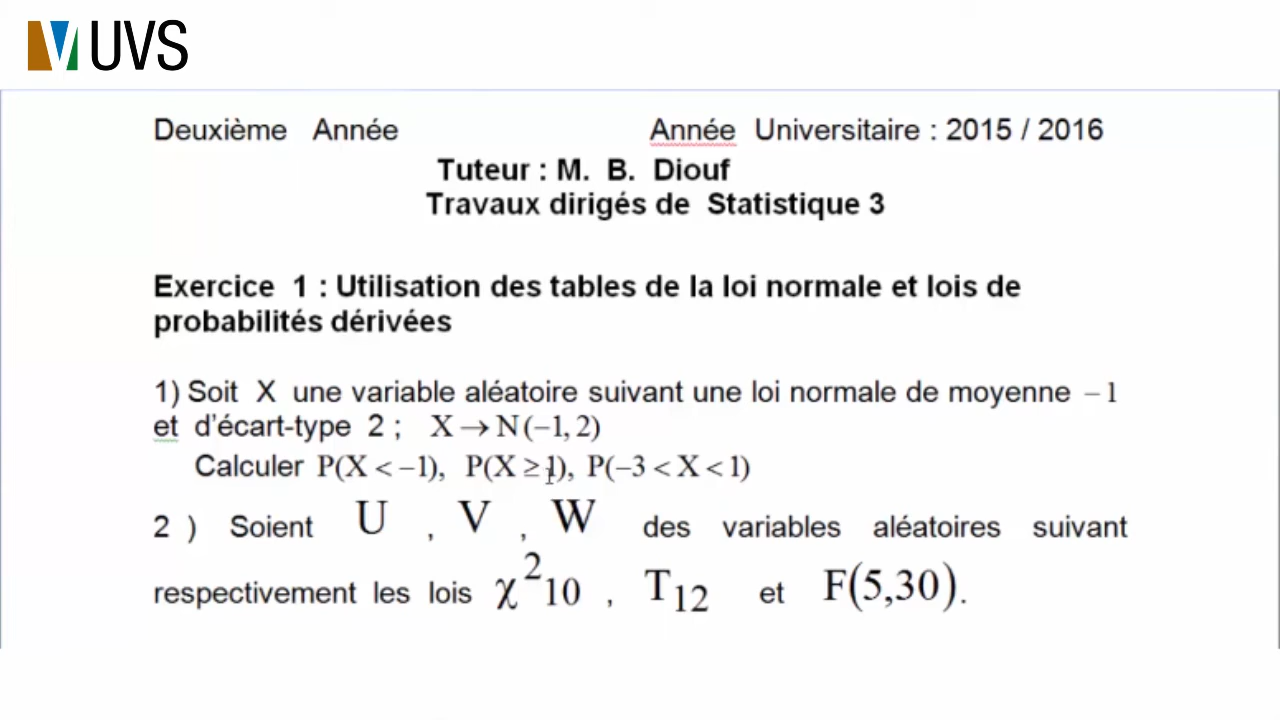 UVS
Deuxième Année Année Universitaire : 2015 / 2016
Tuteur : M. B. Diouf
Travaux dirigés de Statistique 3
Exercice 1 : Utilisation des tables de la loi normale et lois de
probabilités dérivées
1) Soit X une variable aléatoire suivant une loi normale de moyenne −1
et d'écart-type 2 ; X → N(−1, 2)
Calculer P(X < −1), P(X ≥ 1), P(−3 < X < 1)
2 ) Soient U , V , W des variables aléatoires suivant
respectivement les lois χ²10 , T₁₂ et F(5,30).